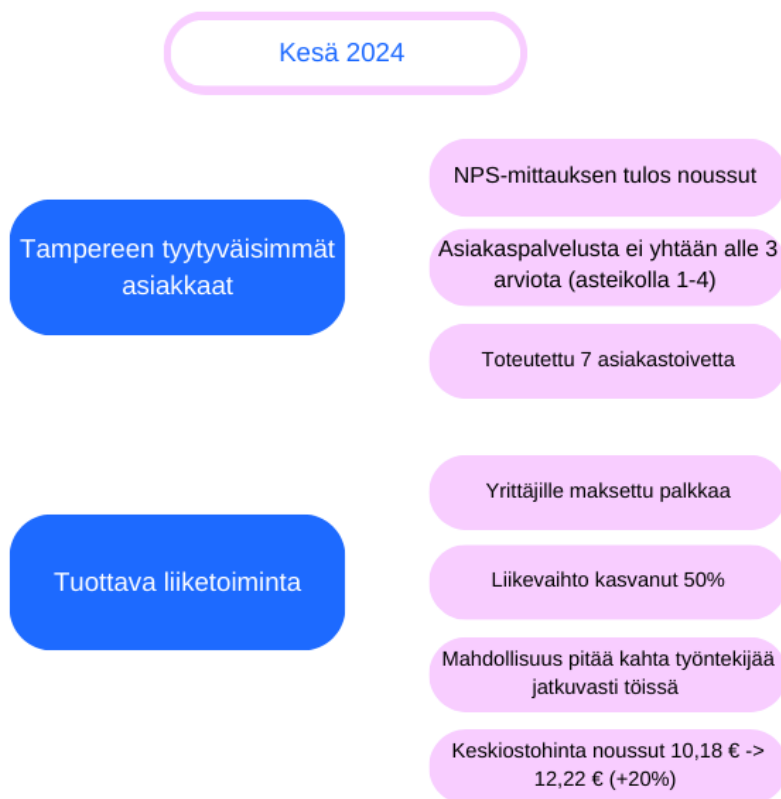 Kesä 2024
Tampereen tyytyväisimmät
asiakkaat
NPS-mittauksen tulos noussut
Asiakaspalvelusta ei yhtään alle 3
arviota (asteikolla 1-4)
Toteutettu 7 asiakastoivetta
Tuottava liiketoiminta
Yrittäjille maksettu palkkaa
Liikevaihto kasvanut 50%
Mahdollisuus pitää kahta työntekijää
jatkuvasti töissä
Keskiostohinta noussut 10,18 € ->
12,22 € (+20%)